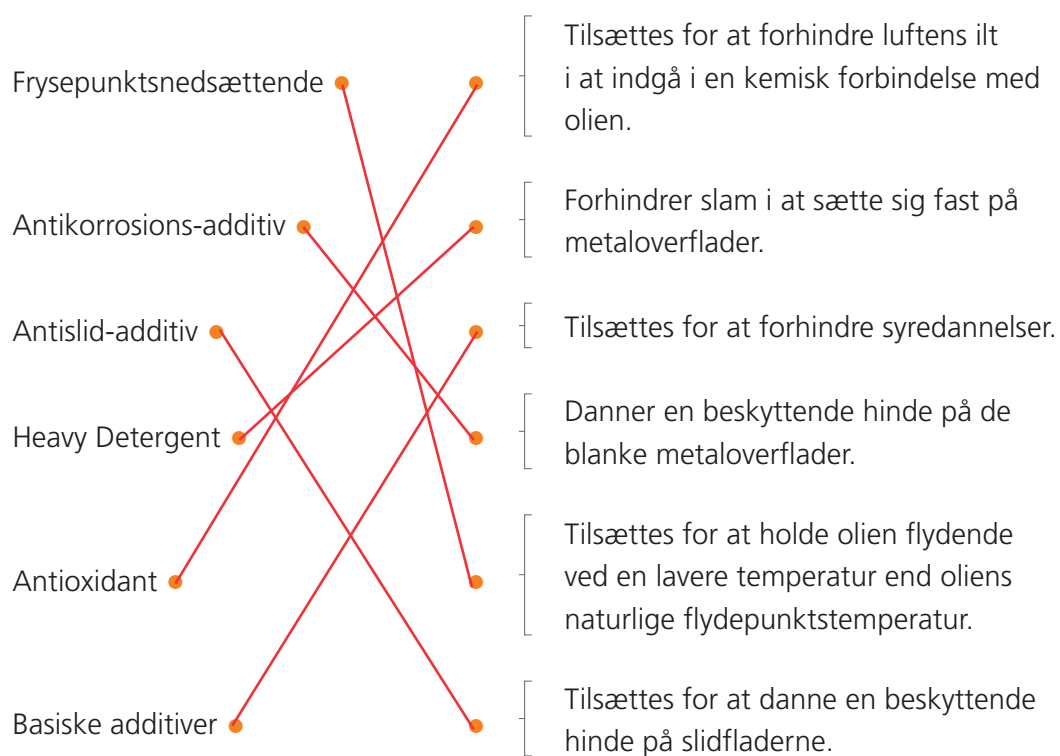 Frysepunktsnedsættende
Tilsættes for at forhindre luftens ilt
i at indgå i en kemisk forbindelse med
olien.
Antikorrosions-additiv
Forhindrer slam i at sætte sig fast på
metaloverflader.
Antislid-additiv
Tilsættes for at forhindre syredannelser.
Heavy Detergent
Danner en beskyttende hinde på de
blanke metaloverflader.
Antioxidant
Tilsættes for at holde olien flydende
ved en lavere temperatur end oliens
naturlige flydepunktstemperatur.
Basiske additiver
Tilsættes for at danne en beskyttende
hinde på slidfladerne.